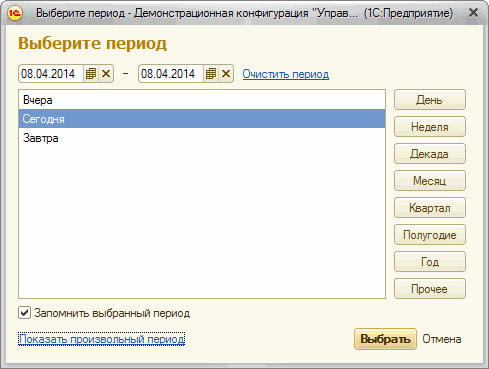 Выберите период - Демонстрационная конфигурация "Управ... (1С:Предприятие)
Выберите период
08.04.2014 – 08.04.2014 Очистить период
Вчера
Сегодня
Завтра
День
Неделя
Декада
Месяц
Квартал
Полугодие
Год
Прочее
Запомнить выбранный период
Показать произвольный период
Выбрать Отмена